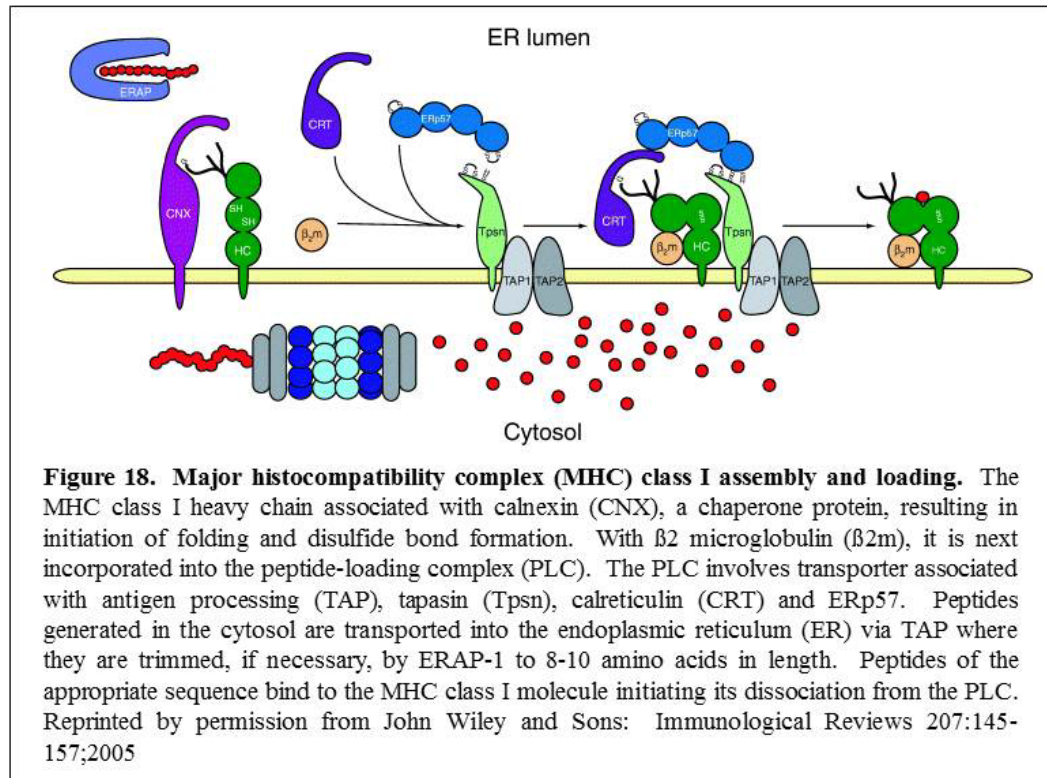 ER lumen
ERAP
CRT
ERp57
CNX
SH
SH
HC
β2m
Tpsn
TAP1
TAP2
CRT
ERp57
β2m
HC
Tpsn
TAP1
TAP2
β2m
HC
Cytosol
Figure 18. Major histocompatibility complex (MHC) class I assembly and loading. The
MHC class I heavy chain associated with calnexin (CNX), a chaperone protein, resulting in
initiation of folding and disulfide bond formation. With ß2 microglobulin (ß2m), it is next
incorporated into the peptide-loading complex (PLC). The PLC involves transporter associated
with antigen processing (TAP), tapasin (Tpsn), calreticulin (CRT) and ERp57. Peptides
generated in the cytosol are transported into the endoplasmic reticulum (ER) via TAP where
they are trimmed, if necessary, by ERAP-1 to 8-10 amino acids in length. Peptides of the
appropriate sequence bind to the MHC class I molecule initiating its dissociation from the PLC.
Reprinted by permission from John Wiley and Sons: Immunological Reviews 207:145-
157;2005